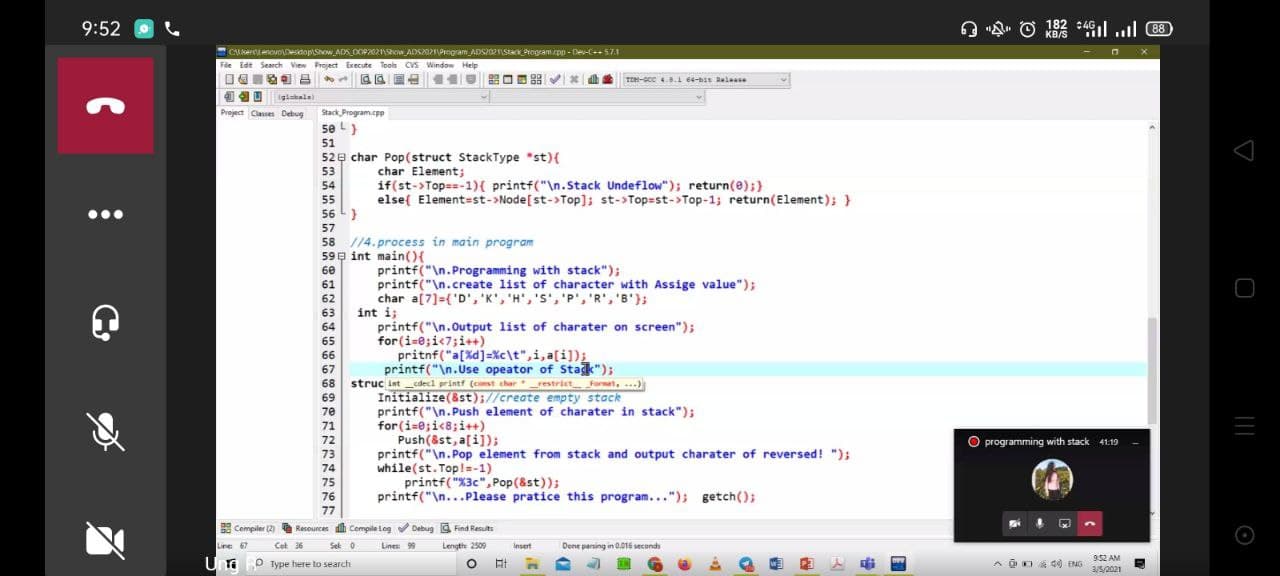 9:52
182 KB/S 4G 88
C:\Users\Lenovo\Desktop\Show_ADS_OOP2021\Show_ADS2021\Program_ADS2021\Stack_Program.cpp - Dev-C++ 5.7.1
File Edit Search View Project Execute Tools CVS Window Help
TDM-GCC 4.8.1 64-bit Release
(globals)
Project Classes Debug Stack_Program.cpp
50 }
51
52 char Pop(struct StackType *st){
53 char Element;
54 if(st->Top==-1){ printf("\n.Stack Undeflow"); return(0);}
55 else{ Element=st->Node[st->Top]; st->Top=st->Top-1; return(Element); }
56 }
57
58 //4.process in main program
59 int main(){
60 printf("\n.Programming with stack");
61 printf("\n.create list of character with Assige value");
62 char a[7]={'D','K','H','S','P','R','B'};
63 int i;
64 printf("\n.Output list of charater on screen");
65 for(i=0;i<7;i++)
66 pritnf("a[%d]=%c\t",i,a[i]);
67 printf("\n.Use opeator of Stack");
68 struc int __cdecl printf (const char * __restrict__ _Format, ...)
69 Initialize(&st);//create empty stack
70 printf("\n.Push element of charater in stack");
71 for(i=0;i<8;i++)
72 Push(&st,a[i]);
73 printf("\n.Pop element from stack and output charater of reversed! ");
74 while(st.Top!=-1)
75 printf("%3c",Pop(&st));
76 printf("\n...Please pratice this program..."); getch();
77
programming with stack 41:19
Compiler (2) Resources Compile Log Debug Find Results
Line: 67 Col: 36 Sel: 0 Lines: 99 Length: 2509 Insert Done parsing in 0.016 seconds
Type here to search
ENG
9:52 AM
3/5/2021